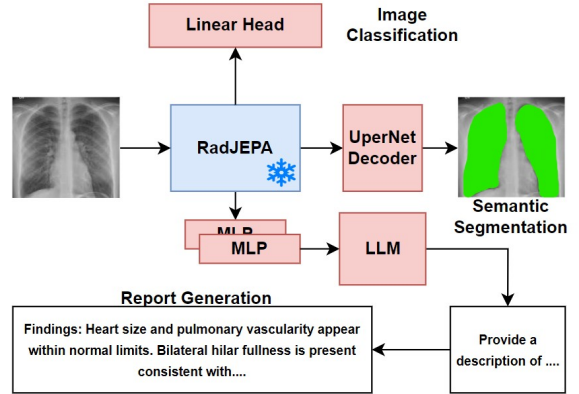 Linear Head
Image
Classification
RadJEPA
UperNet
Decoder
Semantic
Segmentation
MLP
MLP
LLM
Report Generation
Findings: Heart size and pulmonary vascularity appear
within normal limits. Bilateral hilar fullness is present
consistent with....
Provide a
description of ....